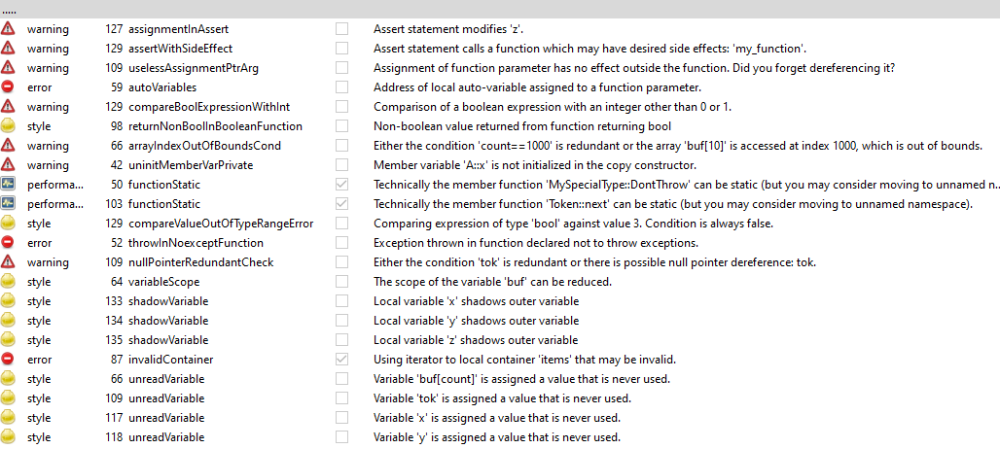 .....
warning 127 assignmentInAssert Assert statement modifies 'z'.
warning 129 assertWithSideEffect Assert statement calls a function which may have desired side effects: 'my_function'.
warning 109 uselessAssignmentPtrArg Assignment of function parameter has no effect outside the function. Did you forget dereferencing it?
error 59 autoVariables Address of local auto-variable assigned to a function parameter.
warning 129 compareBoolExpressionWithInt Comparison of a boolean expression with an integer other than 0 or 1.
style 98 returnNonBoolInBooleanFunction Non-boolean value returned from function returning bool
warning 66 arrayIndexOutOfBoundsCond Either the condition 'count==1000' is redundant or the array 'buf[10]' is accessed at index 1000, which is out of bounds.
warning 42 uninitMemberVarPrivate Member variable 'A::x' is not initialized in the copy constructor.
performa... 50 functionStatic Technically the member function 'MySpecialType::DontThrow' can be static (but you may consider moving to unnamed n...
performa... 103 functionStatic Technically the member function 'Token::next' can be static (but you may consider moving to unnamed namespace).
style 129 compareValueOutOfTypeRangeError Comparing expression of type 'bool' against value 3. Condition is always false.
error 52 throwInNoexceptFunction Exception thrown in function declared not to throw exceptions.
warning 109 nullPointerRedundantCheck Either the condition 'tok' is redundant or there is possible null pointer dereference: tok.
style 64 variableScope The scope of the variable 'buf' can be reduced.
style 133 shadowVariable Local variable 'x' shadows outer variable
style 134 shadowVariable Local variable 'y' shadows outer variable
style 135 shadowVariable Local variable 'z' shadows outer variable
error 87 invalidContainer Using iterator to local container 'items' that may be invalid.
style 66 unreadVariable Variable 'buf[count]' is assigned a value that is never used.
style 109 unreadVariable Variable 'tok' is assigned a value that is never used.
style 117 unreadVariable Variable 'x' is assigned a value that is never used.
style 118 unreadVariable Variable 'y' is assigned a value that is never used.